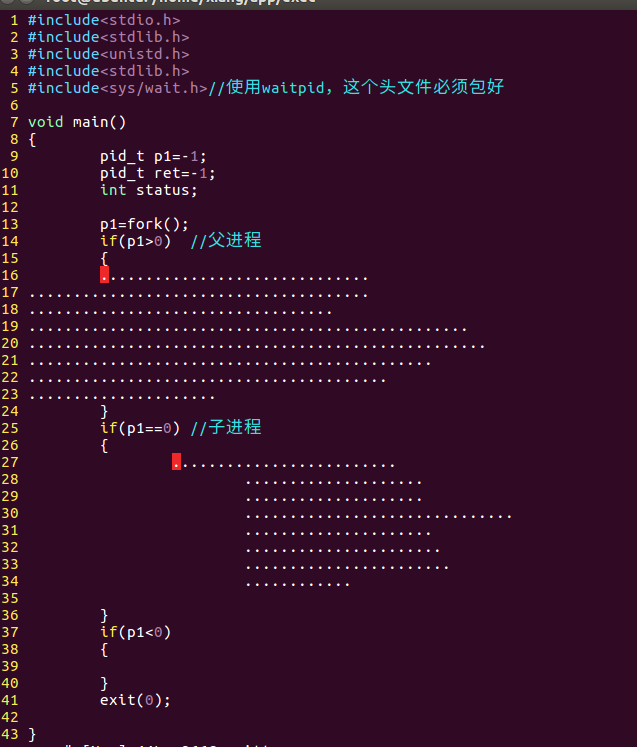 1 #include<stdio.h>
2 #include<stdlib.h>
3 #include<unistd.h>
4 #include<stdlib.h>
5 #include<sys/wait.h>//使用waitpid，这个头文件必须包好
6
7 void main()
8 {
9 pid_t p1=-1;
10 pid_t ret=-1;
11 int status;
12
13 p1=fork();
14 if(p1>0) //父进程
15 {
16 ..............................
17 ......................................
18 ..................................
19 .................................................
20 ...................................................
21 .............................................
22 ........................................
23 .....................
24 }
25 if(p1==0) //子进程
26 {
27 .........................
28 ....................
29 ....................
30 ..............................
31 .....................
32 ......................
33 .......................
34 ............
35
36 }
37 if(p1<0)
38 {
39
40 }
41 exit(0);
42
43 }